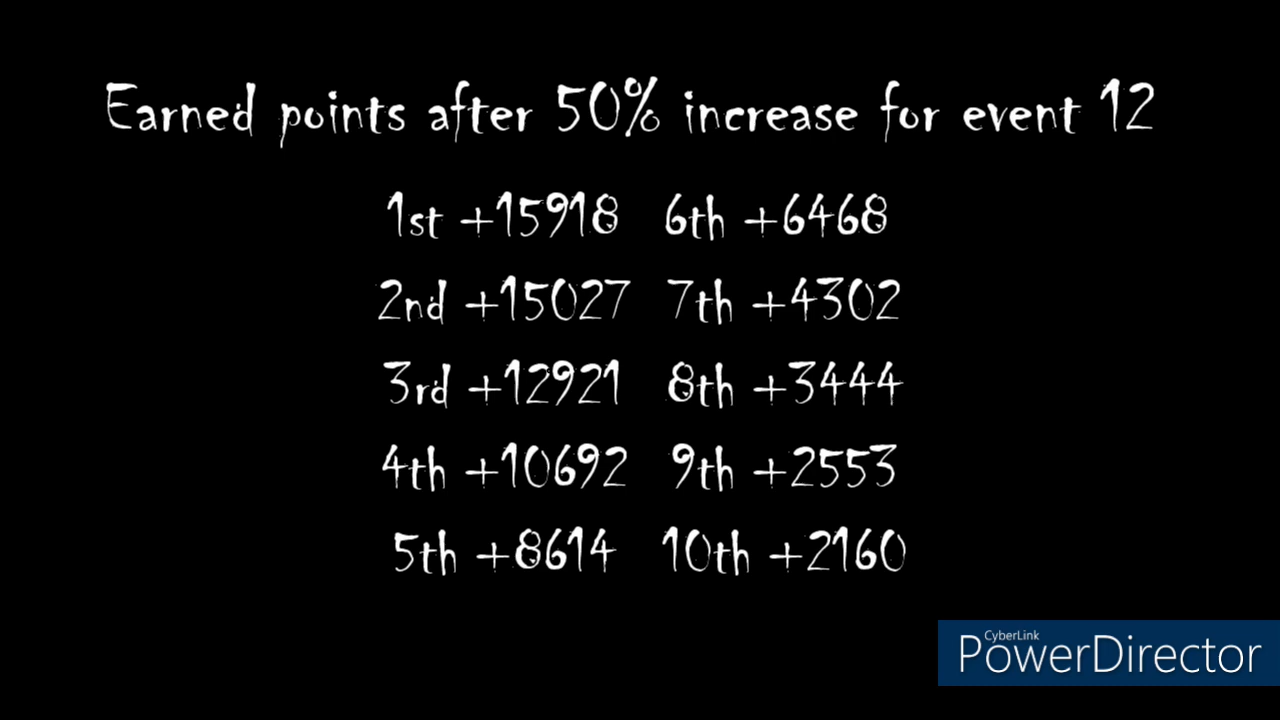 Earned points after 50% increase for event 12
1st +15918 6th +6468
2nd +15027 7th +4302
3rd +12921 8th +3444
4th +10692 9th +2553
5th +8614 10th +2160
CyberLink
PowerDirector